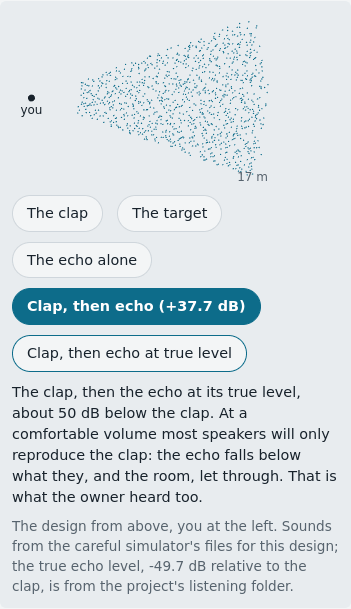 you
17 m
The clap
The target
The echo alone
Clap, then echo (+37.7 dB)
Clap, then echo at true level
The clap, then the echo at its true level,
about 50 dB below the clap. At a
comfortable volume most speakers will only
reproduce the clap: the echo falls below
what they, and the room, let through. That is
what the owner heard too.
The design from above, you at the left. Sounds
from the careful simulator's files for this design;
the true echo level, -49.7 dB relative to the
clap, is from the project's listening folder.